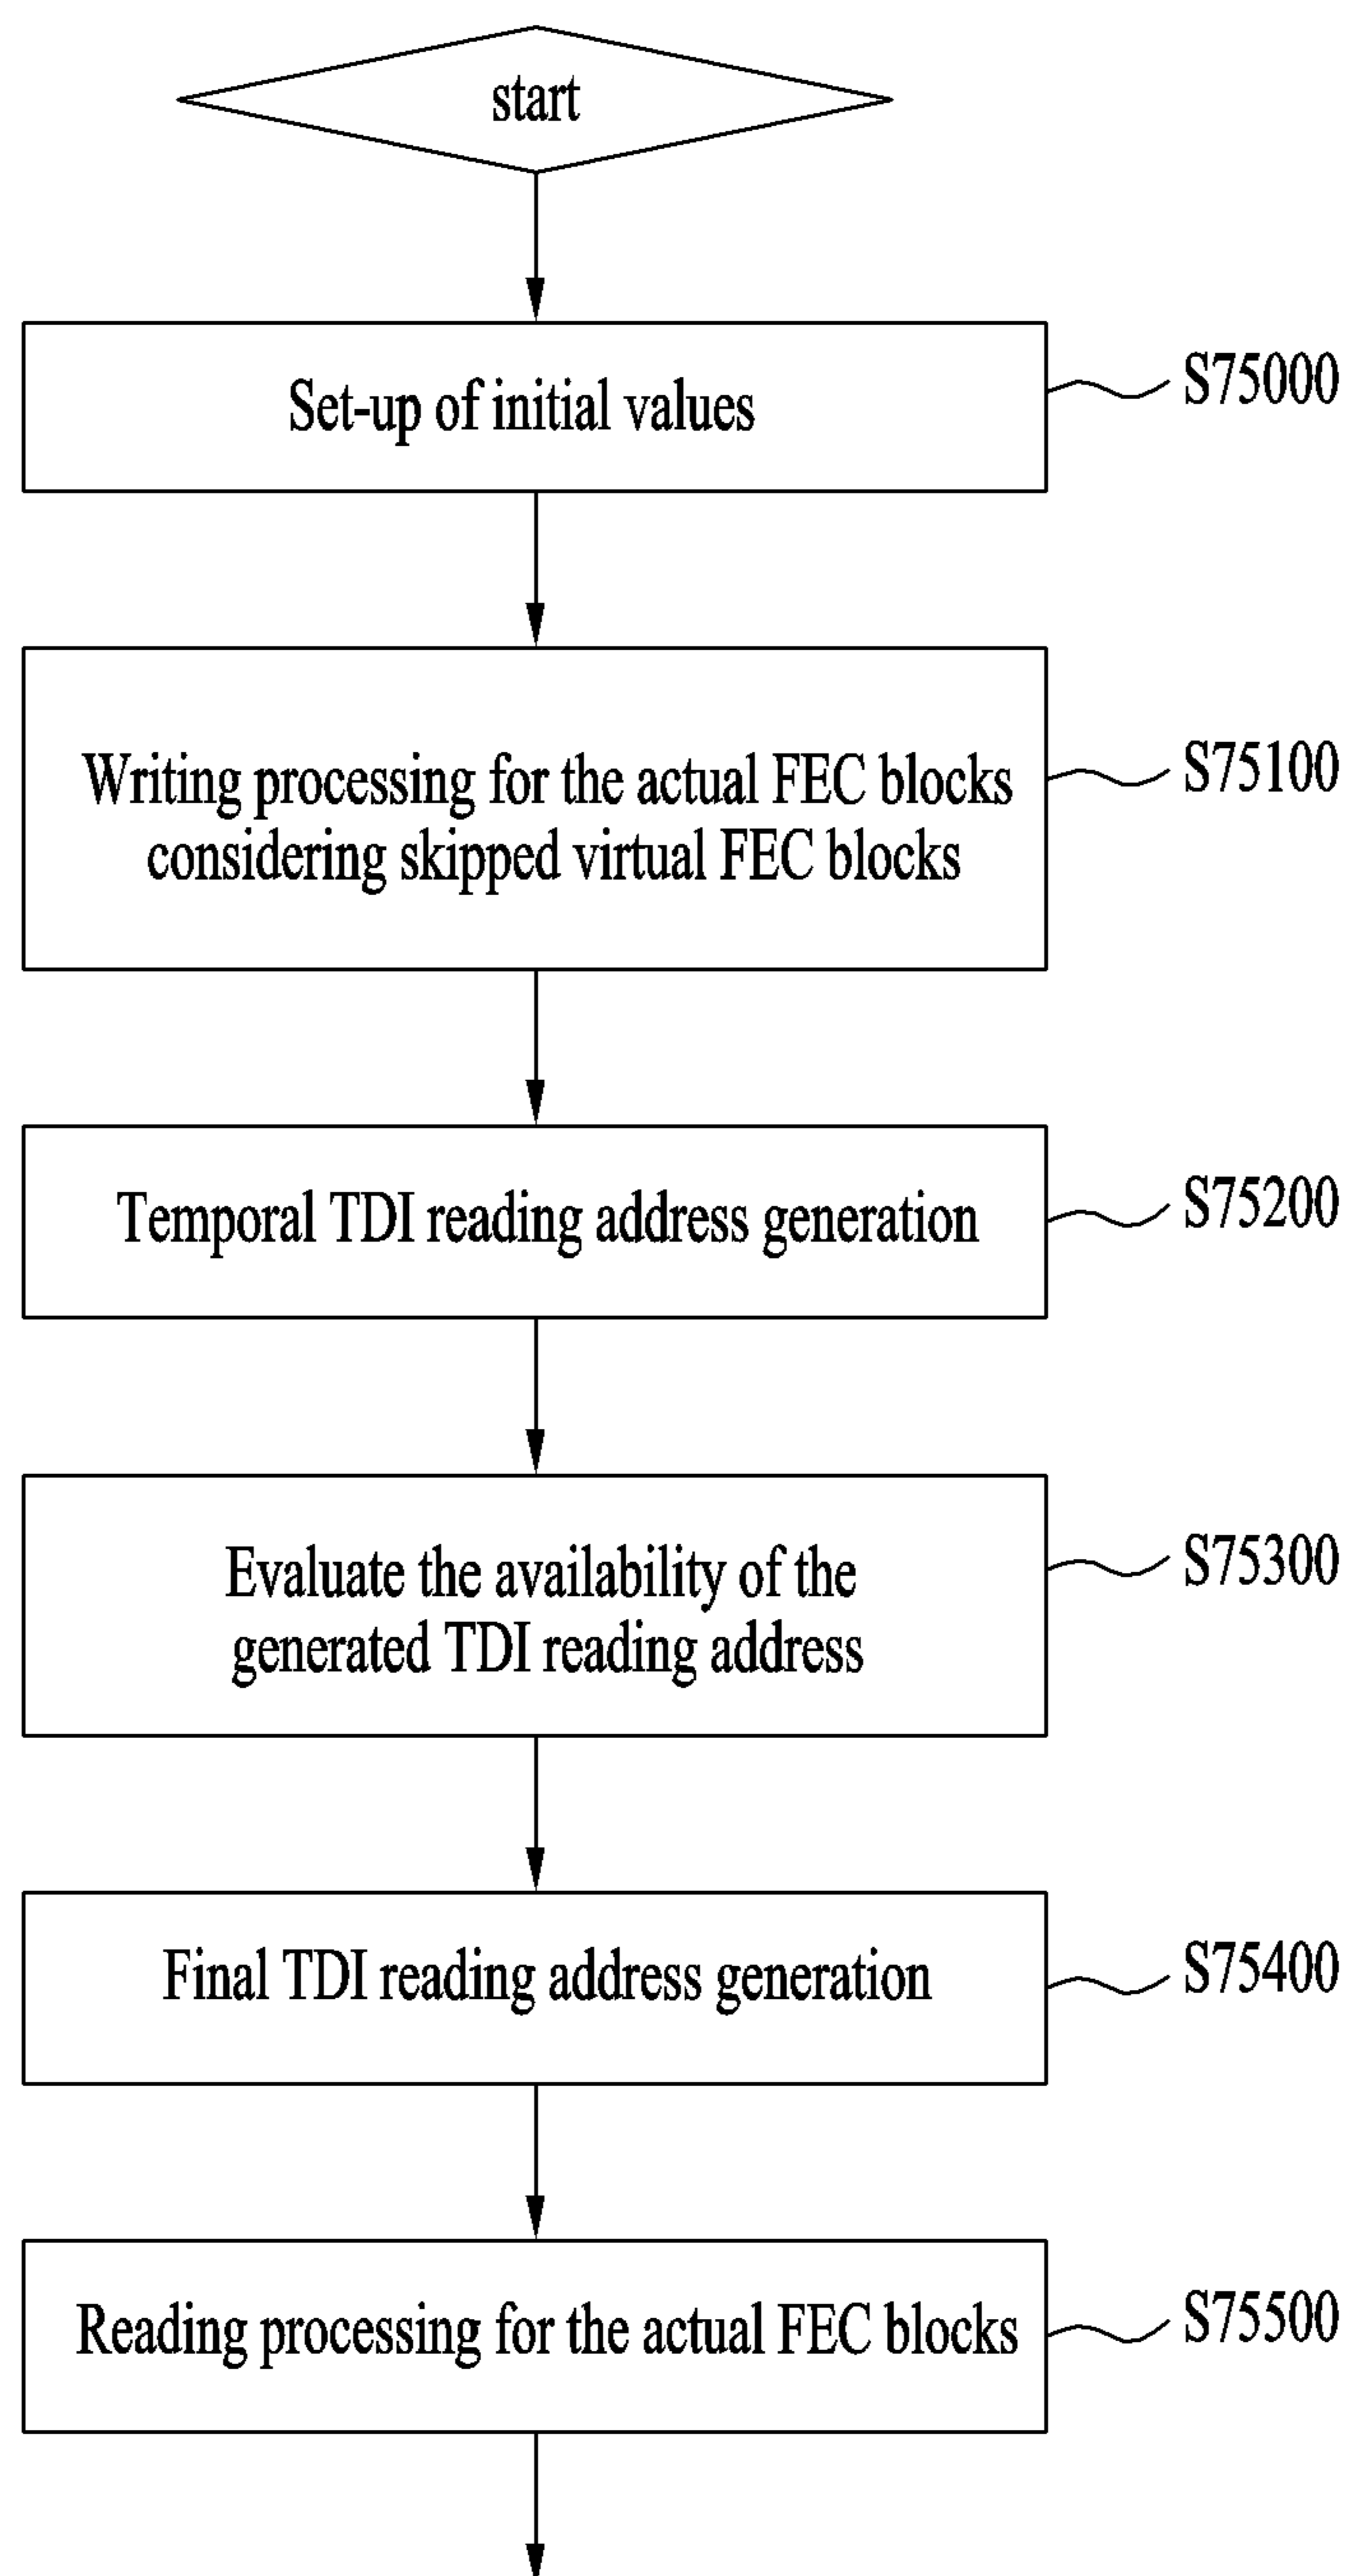 start
Set-up of initial values
S75000
Writing processing for the actual FEC blocks
considering skipped virtual FEC blocks
S75100
Temporal TDI reading address generation
S75200
Evaluate the availability of the
generated TDI reading address
S75300
Final TDI reading address generation
S75400
Reading processing for the actual FEC blocks
S75500